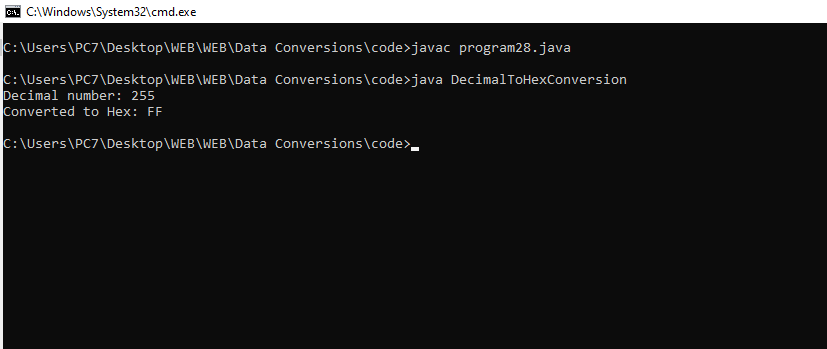 C:\Windows\System32\cmd.exe
C:\Users\PC7\Desktop\WEB\WEB\Data Conversions\code>javac program28.java
C:\Users\PC7\Desktop\WEB\WEB\Data Conversions\code>java DecimalToHexConversion
Decimal number: 255
Converted to Hex: FF
C:\Users\PC7\Desktop\WEB\WEB\Data Conversions\code>